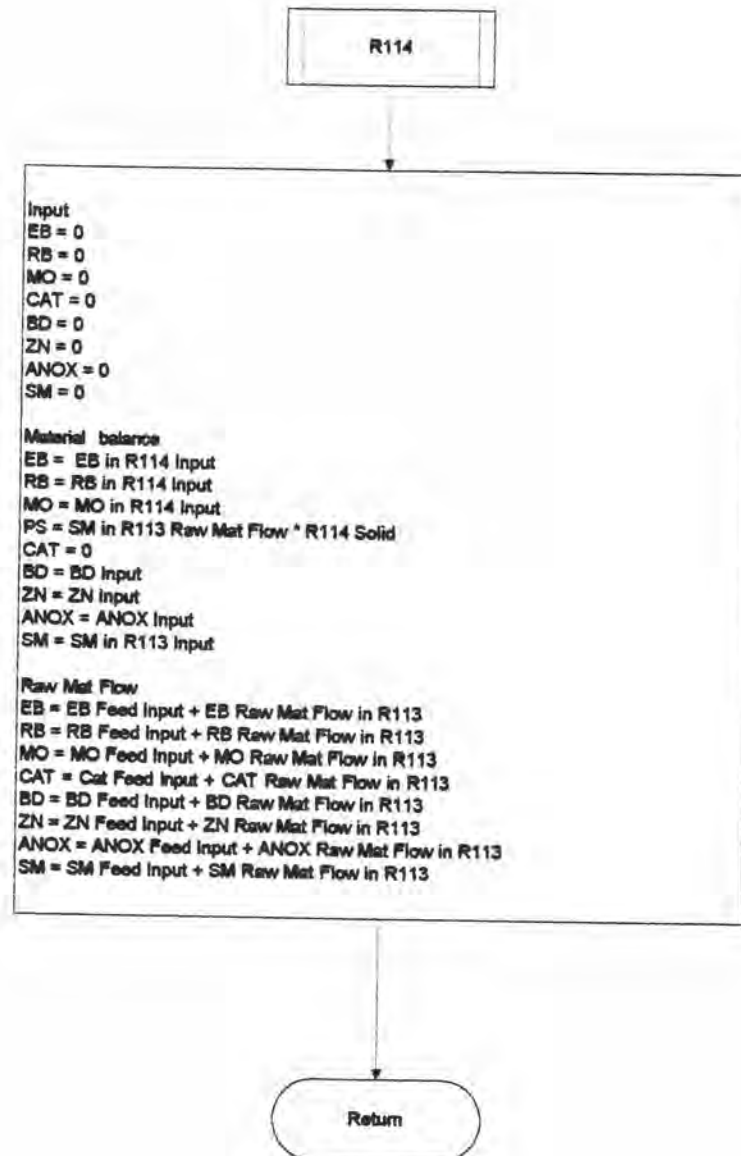 R114
Input
EB = 0
RB = 0
MO = 0
CAT = 0
BD = 0
ZN = 0
ANOX = 0
SM = 0
Material balance
EB = EB in R114 Input
RB = RB in R114 Input
MO = MO in R114 Input
PS = SM in R113 Raw Mat Flow * R114 Solid
CAT = 0
BD = BD Input
ZN = ZN Input
ANOX = ANOX Input
SM = SM in R113 Input
Raw Mat Flow
EB = EB Feed Input + EB Raw Mat Flow in R113
RB = RB Feed Input + RB Raw Mat Flow in R113
MO = MO Feed Input + MO Raw Mat Flow in R113
CAT = Cat Feed Input + CAT Raw Mat Flow in R113
BD = BD Feed Input + BD Raw Mat Flow in R113
ZN = ZN Feed Input + ZN Raw Mat Flow in R113
ANOX = ANOX Feed Input + ANOX Raw Mat Flow in R113
SM = SM Feed Input + SM Raw Mat Flow in R113
Return